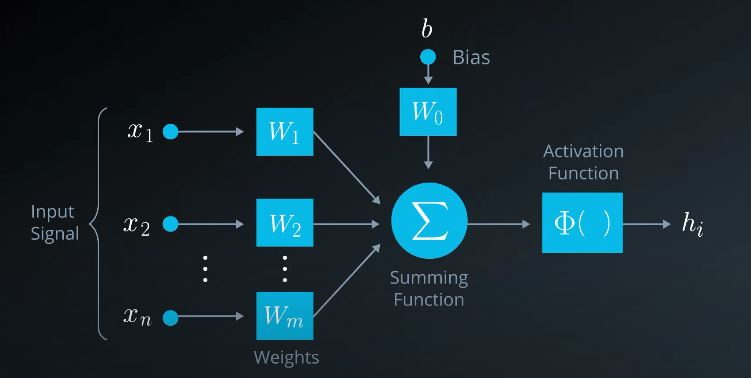 b
Bias
W₀
x₁
W₁
Activation
Function
Input
Signal
x₂
W₂
∑
Φ( )
hᵢ
Summing
Function
xₙ
Wₘ
Weights